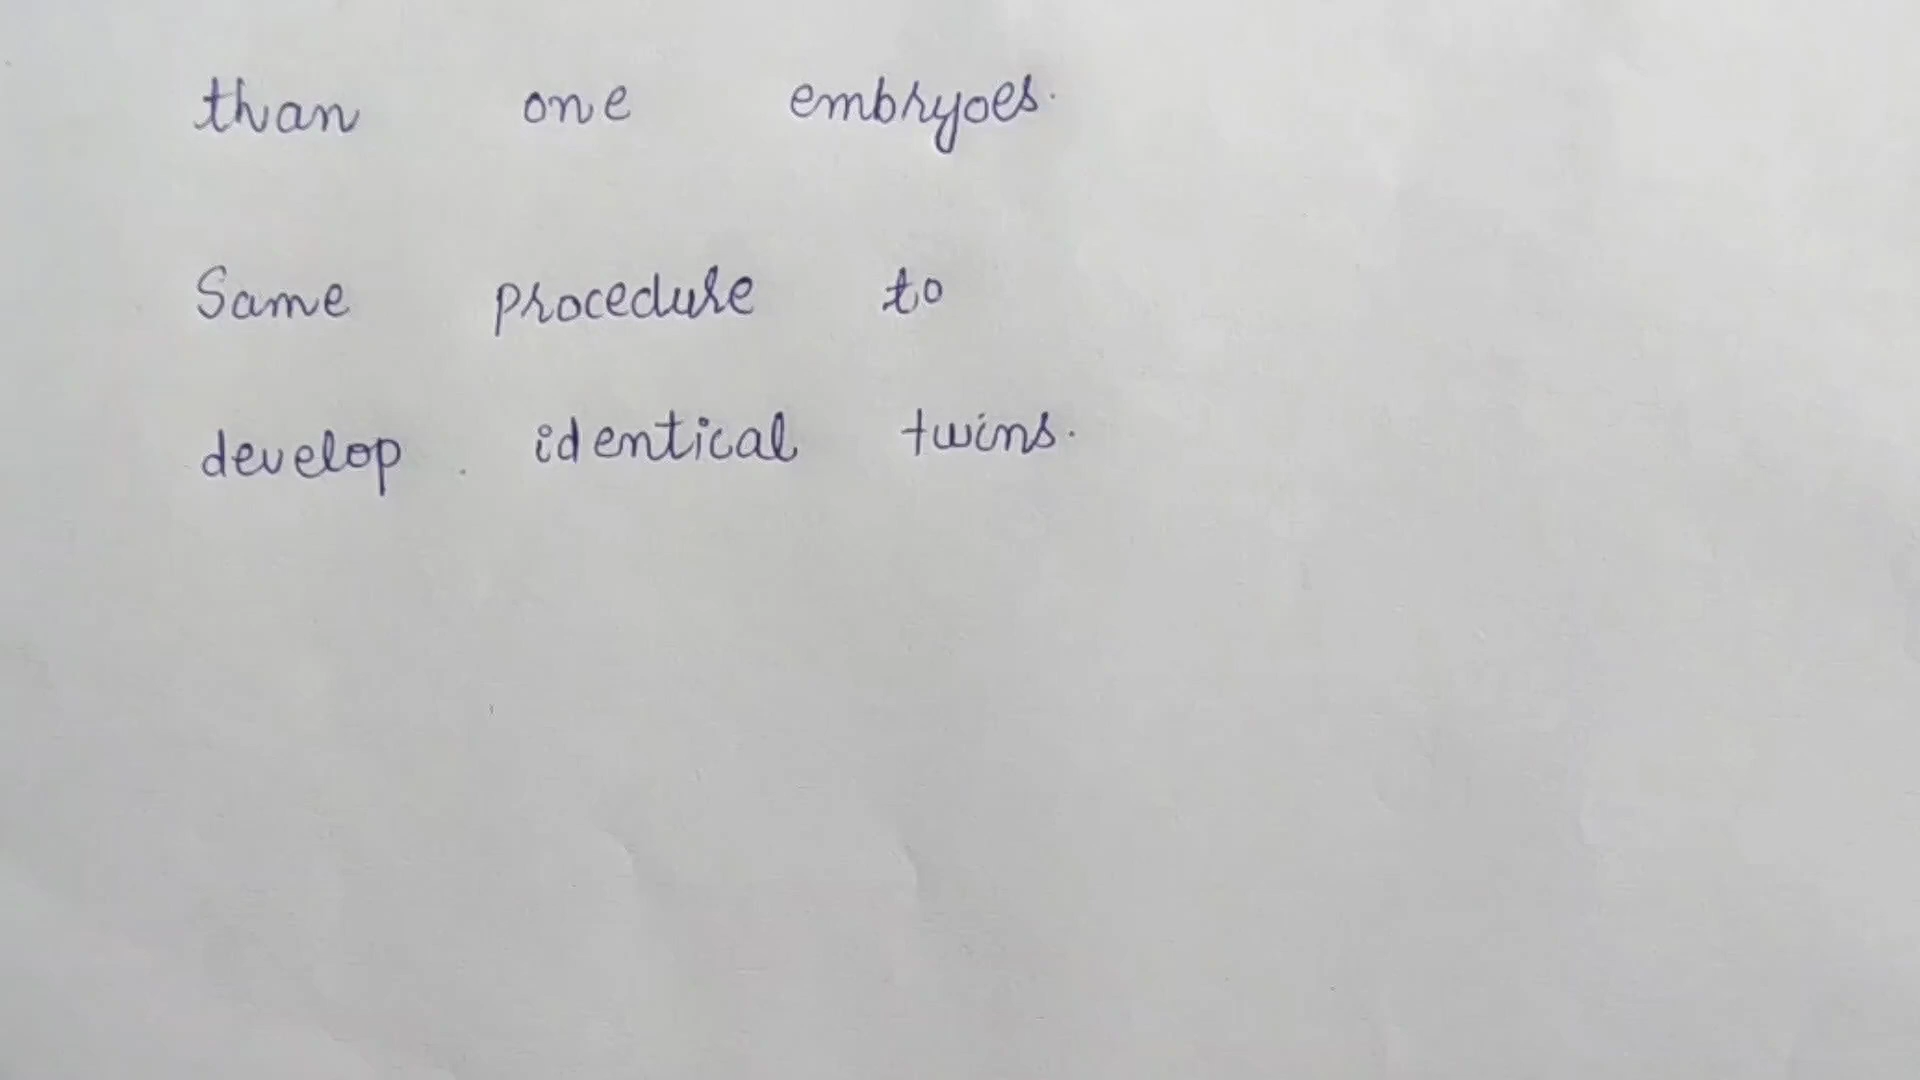 than one embryoes.
Same procedure to
develop identical twins.